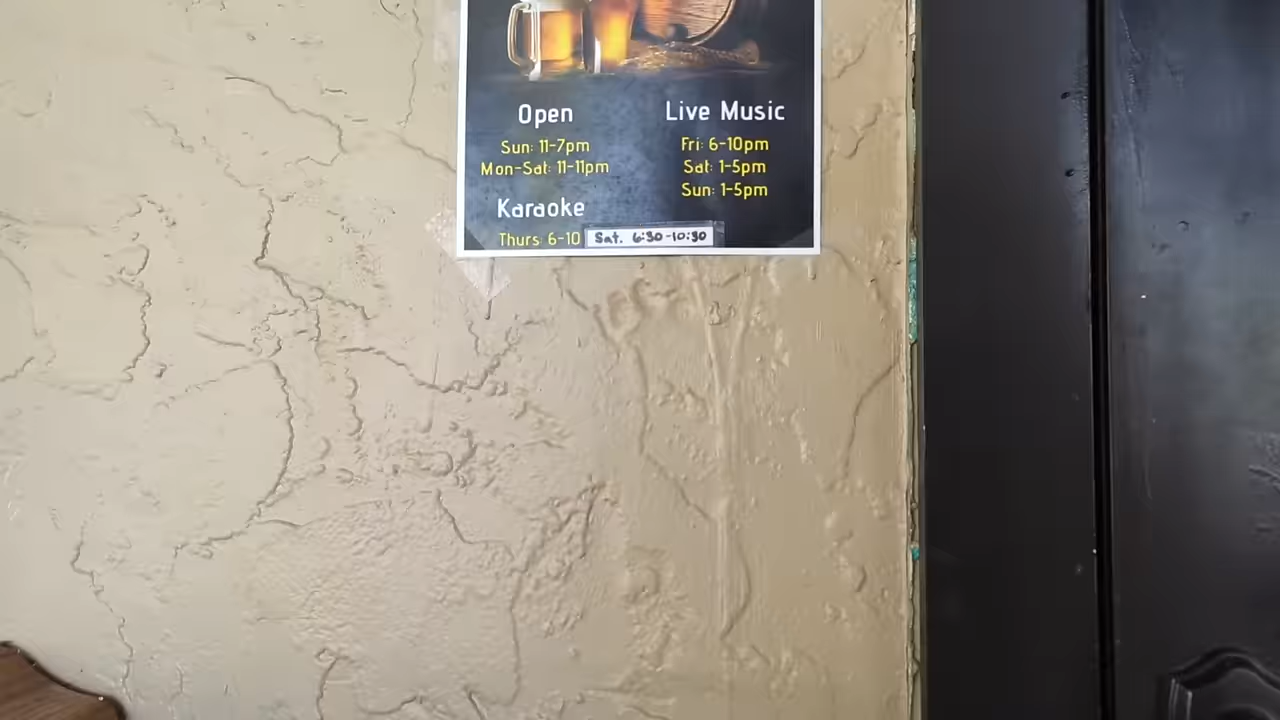 Open
Sun: 11-7pm
Mon-Sat: 11-11pm
Karaoke
Thurs: 6-10
Sat. 6:30-10:30
Live Music
Fri: 6-10pm
Sat: 1-5pm
Sun: 1-5pm